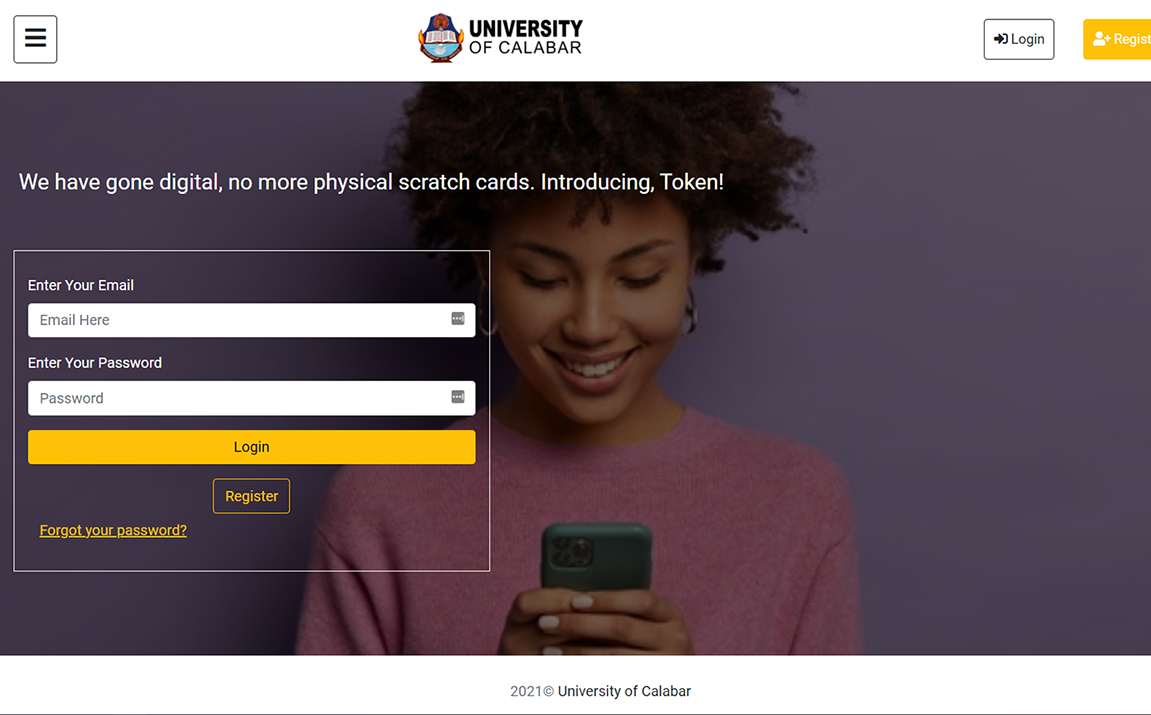 UNIVERSITY
OF CALABAR
Login
Regist
We have gone digital, no more physical scratch cards. Introducing, Token!
Enter Your Email
Email Here
Enter Your Password
Password
Login
Register
Forgot your password?
2021© University of Calabar